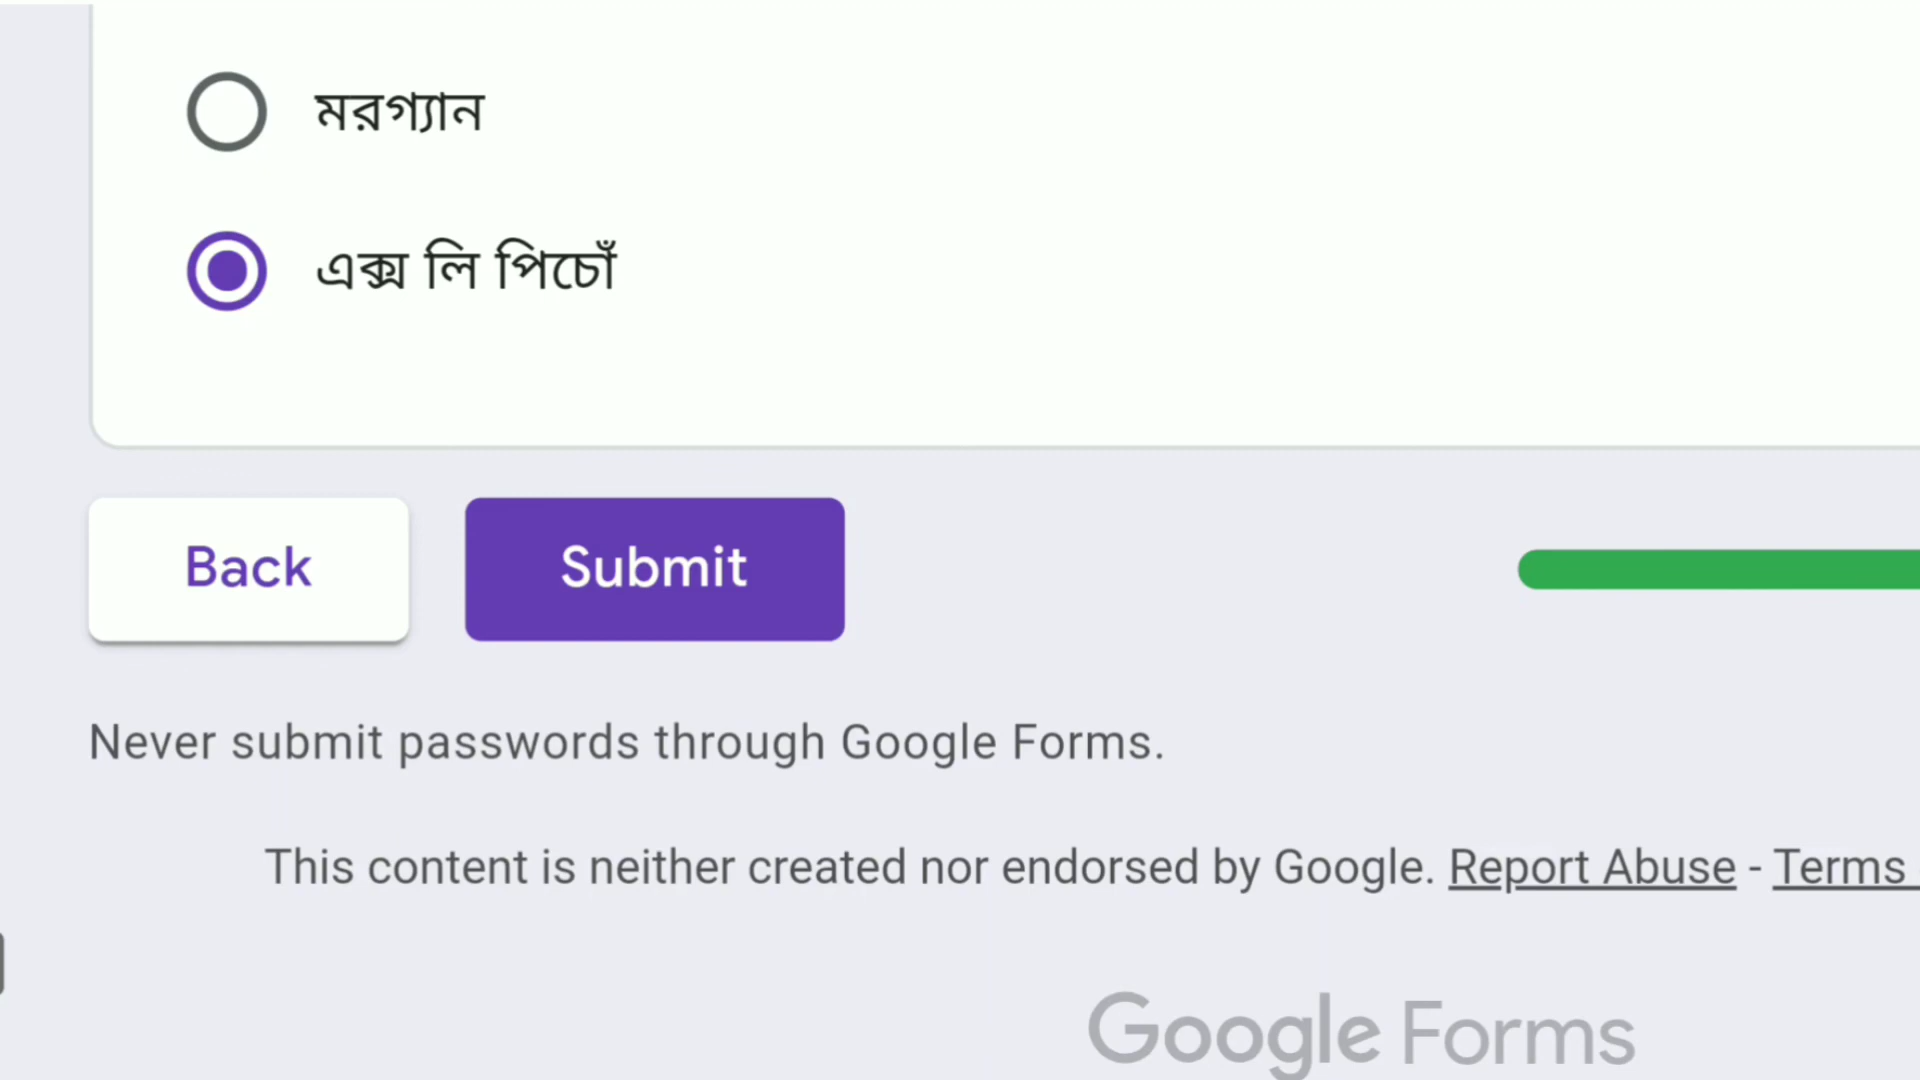 মরগ্যান
এক্স লি পিচোঁ
Back
Submit
Never submit passwords through Google Forms.
This content is neither created nor endorsed by Google. Report Abuse - Terms
Google Forms